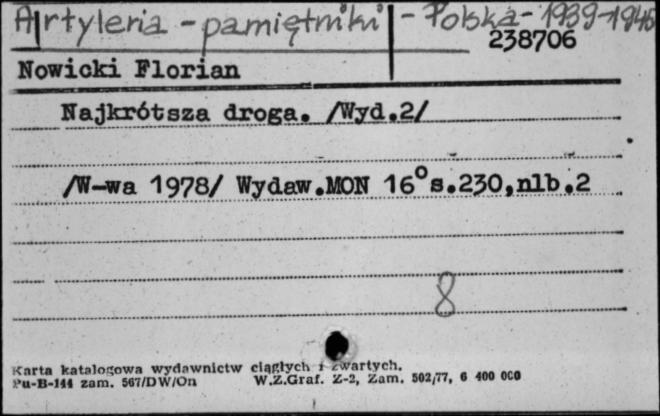 Artyleria - pamiętniki - Polska - 1939-1945
238706
Nowicki Florian
Najkrótsza droga. /Wyd.2/
/W-wa 1978/ Wydaw.MON 16° s.230,nlb.2
8
Karta katalogowa wydawnictw ciągłych i zwartych.
Pu-B-144 zam. 567/DW/On W.Z.Graf. Z-2, Zam. 502/77, 6 400 000